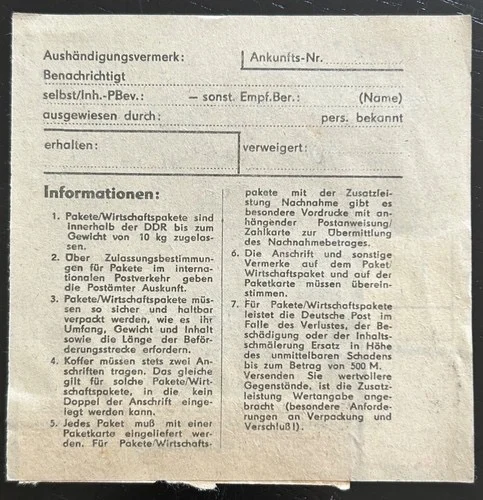 Aushändigungsvermerk:
Ankunfts-Nr.
Benachrichtigt
selbst/Inh.-PBev.: — sonst. Empf.Ber.: (Name)
ausgewiesen durch: pers. bekannt
erhalten:
verweigert:
Informationen:
1. Pakete/Wirtschaftspakete sind
innerhalb der DDR bis zum
Gewicht von 10 kg zugelas-
sen.
2. Über Zulassungsbestimmun-
gen für Pakete im interna-
tionalen Postverkehr geben
die Postämter Auskunft.
3. Pakete/Wirtschaftspakete müs-
sen so sicher und haltbar
verpackt werden, wie es ihr
Umfang, Gewicht und Inhalt
sowie die Länge der Beför-
derungsstrecke erfordern.
4. Koffer müssen stets zwei An-
schriften tragen. Das gleiche
gilt für solche Pakete/Wirt-
schaftspakete, in die kein
Doppel der Anschrift einge-
legt werden kann.
5. Jedes Paket muß mit einer
Paketkarte eingeliefert wer-
den. Für Pakete/Wirtschafts-
pakete mit der Zusatzlei-
stung Nachnahme gibt es
besondere Vordrucke mit an-
hängender Postanweisung/
Zahlkarte zur Übermittlung
des Nachnahmebetrages.
6. Die Anschrift und sonstige
Vermerke auf dem Paket/
Wirtschaftspaket und auf der
Paketkarte müssen überein-
stimmen.
7. Für Pakete/Wirtschaftspakete
leistet die Deutsche Post im
Falle des Verlustes, der Be-
schädigung oder der Inhalts-
schmälerung Ersatz in Höhe
des unmittelbaren Schadens
bis zum Betrag von 500 M.
Versenden Sie wertvollere
Gegenstände, ist die Zusatz-
leistung Wertangabe ange-
bracht (besondere Anforde-
rungen an Verpackung und
Verschluß!).